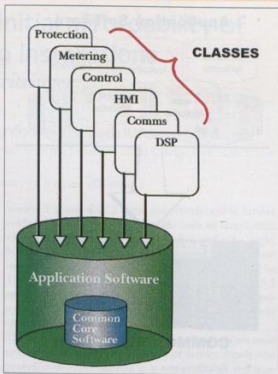 Protection
Metering
CLASSES
Control
HMI
Comms
DSP
Application Software
Common
Core
Software